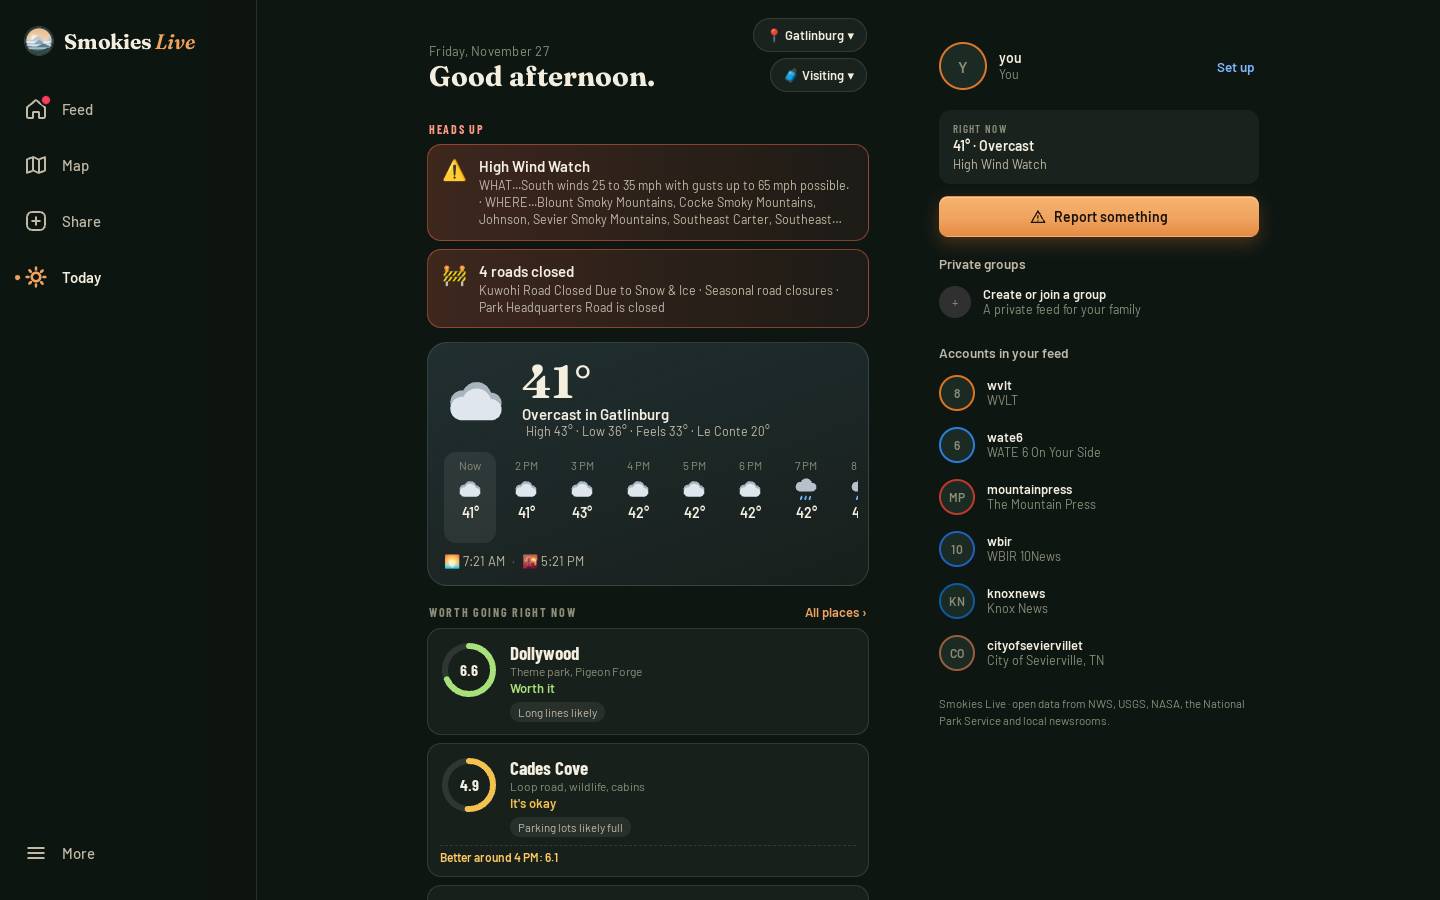 Smokies Live
Feed
Map
Share
Today
More
Friday, November 27
Good afternoon.
📍 Gatlinburg ▾
🧳 Visiting ▾
HEADS UP
High Wind Watch
WHAT...South winds 25 to 35 mph with gusts up to 65 mph possible.
· WHERE...Blount Smoky Mountains, Cocke Smoky Mountains,
Johnson, Sevier Smoky Mountains, Southeast Carter, Southeast…
4 roads closed
Kuwohi Road Closed Due to Snow & Ice · Seasonal road closures ·
Park Headquarters Road is closed
41°
Overcast in Gatlinburg
High 43° · Low 36° · Feels 33° · Le Conte 20°
Now 2 PM 3 PM 4 PM 5 PM 6 PM 7 PM 8
41° 41° 43° 42° 42° 42° 42° 4
7:21 AM · 5:21 PM
WORTH GOING RIGHT NOW
All places ›
6.6
Dollywood
Theme park, Pigeon Forge
Worth it
Long lines likely
4.9
Cades Cove
Loop road, wildlife, cabins
It's okay
Parking lots likely full
Better around 4 PM: 6.1
Y
you
You
Set up
RIGHT NOW
41° · Overcast
High Wind Watch
Report something
Private groups
+
Create or join a group
A private feed for your family
Accounts in your feed
8
wvlt
WVLT
6
wate6
WATE 6 On Your Side
MP
mountainpress
The Mountain Press
10
wbir
WBIR 10News
KN
knoxnews
Knox News
CO
cityofseviervillet
City of Sevierville, TN
Smokies Live · open data from NWS, USGS, NASA, the National
Park Service and local newsrooms.